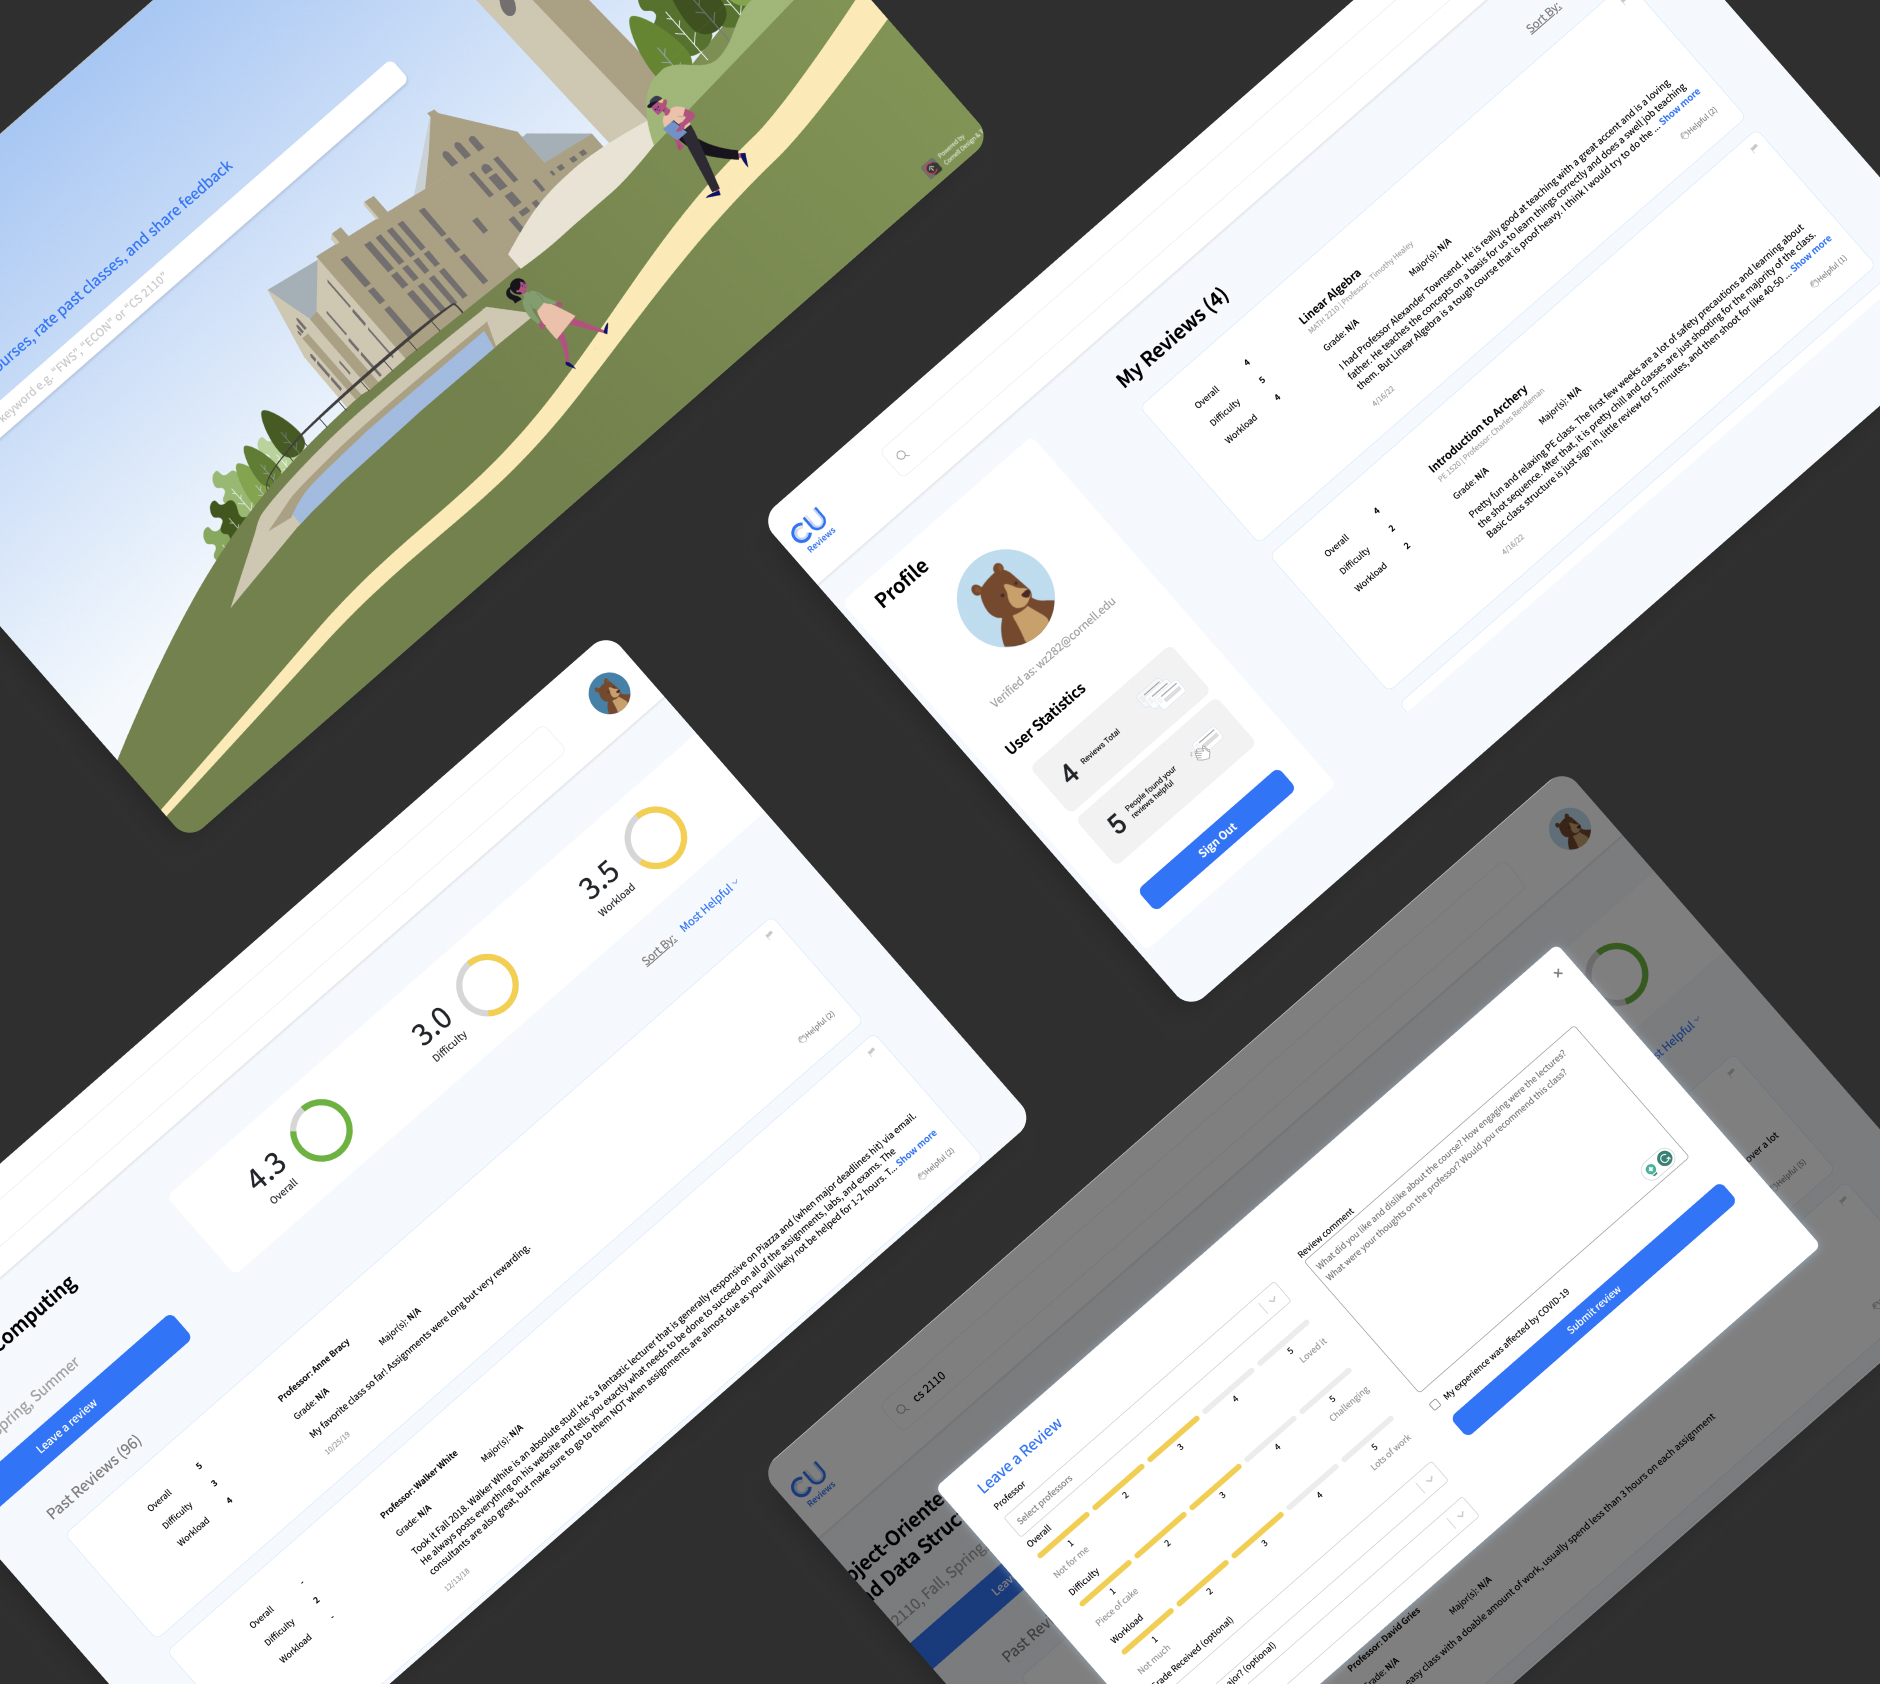 urses, rate past classes, and share feedback
keyword e.g. "FWS", "ECON" or "CS 2110"
Powered by
Cornell Design &
CU
Reviews
Sort By:
Profile
Verified as: wz282@cornell.edu
User Statistics
4 Reviews Total
5 People found your
reviews helpful
Sign Out
My Reviews (4)
Linear Algebra
MATH 2210 | Professor: Timothy Healey
Grade: N/A Major(s): N/A
Overall 4
Difficulty 5
Workload 4
I had Professor Alexander Townsend. He is really good at teaching with a great accent and is a loving
father. He teaches the concepts on a basis for us to learn things correctly and does a swell job teaching
them. But Linear Algebra is a tough course that is proof heavy. I think I would try to do the ... Show more
4/16/22
Helpful (2)
Introduction to Archery
PE 1520 | Professor: Charles Rendleman
Grade: N/A Major(s): N/A
Overall 4
Difficulty 2
Workload 2
Pretty fun and relaxing PE class. The first few weeks are a lot of safety precautions and learning about
the shot sequence. After that, it is pretty chill and classes are just shooting for the majority of the class.
Basic class structure is just sign in, little review for 5 minutes, and then shoot for like 40-50 ... Show more
4/16/22
Helpful (1)
omputing
pring, Summer
Leave a review
4.3
Overall
3.0
Difficulty
3.5
Workload
Past Reviews (96)
Sort By: Most Helpful
Overall 5
Difficulty 3
Workload 4
Professor: Anne Bracy
Grade: N/A Major(s): N/A
My favorite class so far! Assignments were long but very rewarding.
10/25/19
Helpful (2)
Overall -
Difficulty 2
Workload -
Professor: Walker White
Grade: N/A Major(s): N/A
Took it Fall 2018. Walker White is an absolute stud! He's a fantastic lecturer that is generally responsive on Piazza and (when major deadlines hit) via email.
He always posts everything on his website and tells you exactly what needs to be done to succeed on all of the assignments, labs, and exams. The
consultants are also great, but make sure to go to them NOT when assignments are almost due as you will likely not be helped for 1-2 hours. T... Show more
12/13/18
Helpful (2)
CU
Reviews
cs 2110
bject-Oriente
nd Data Struc
2110, Fall, Spring,
Leav
Past Revi
st Helpful
over a lot
Helpful (5)
Leave a Review
Professor
Select professors
Overall
1 2 3 4 5
Not for me Loved it
Difficulty
1 2 3 4 5
Piece of cake Challenging
Workload
1 2 3 4 5
Not much Lots of work
rade Received (optional)
ajor? (optional)
Review comment
What did you like and dislike about the course? How engaging were the lectures?
What were your thoughts on the professor? Would you recommend this class?
My experience was affected by COVID-19
Submit review
Professor: David Gries
Grade: N/A Major(s): N/A
easy class with a doable amount of work, usually spend less than 3 hours on each assignment